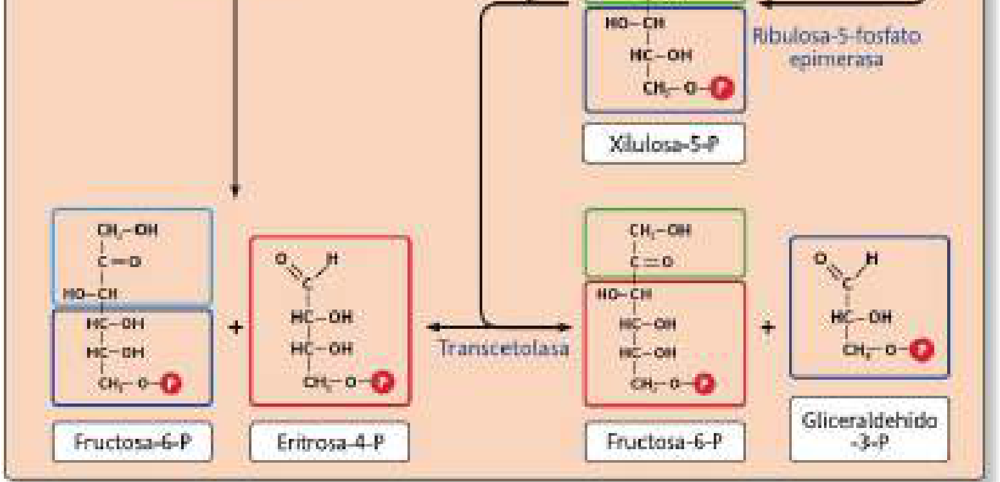 HO–CH
HC–OH
CH₂–O–P
Ribulosa-5-fosfato
epimerasa
Xilulosa-5-P
CH₂–OH
C=O
HO–CH
HC–OH
HC–OH
CH₂–O–P
Fructosa-6-P
+
O H
C
HC–OH
HC–OH
CH₂–O–P
Eritrosa-4-P
Transcetolasa
CH₂–OH
C=O
HO–CH
HC–OH
HC–OH
CH₂–O–P
Fructosa-6-P
+
O H
C
HC–OH
CH₂–O–P
Gliceraldehído
-3-P